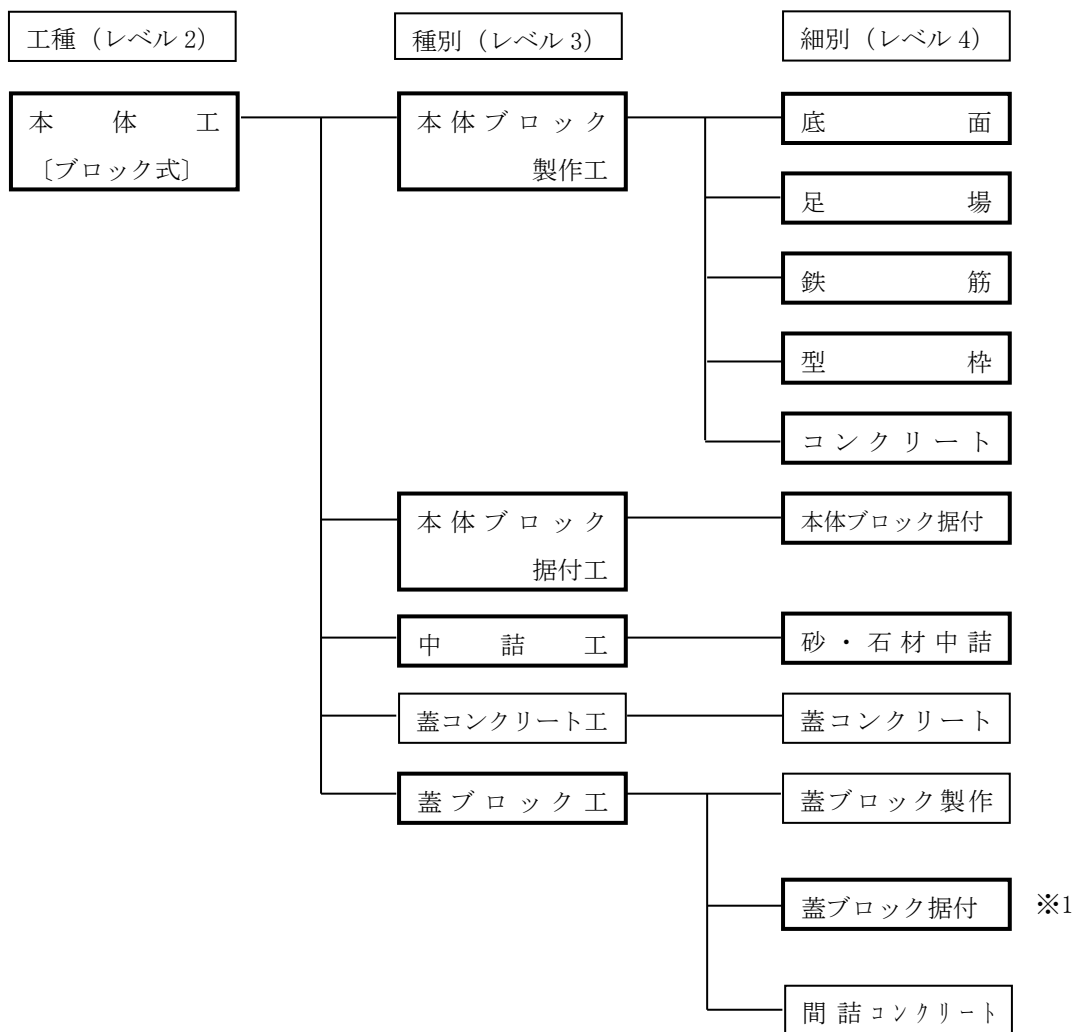 工種（レベル2）
種別（レベル3）
細別（レベル4）
本体工
〔ブロック式〕
本体ブロック
製作工
底面
足場
鉄筋
型枠
コンクリート
本体ブロック
据付工
本体ブロック据付
中詰工
砂・石材中詰
蓋コンクリート工
蓋コンクリート
蓋ブロック工
蓋ブロック製作
蓋ブロック据付 ※1
間詰コンクリート